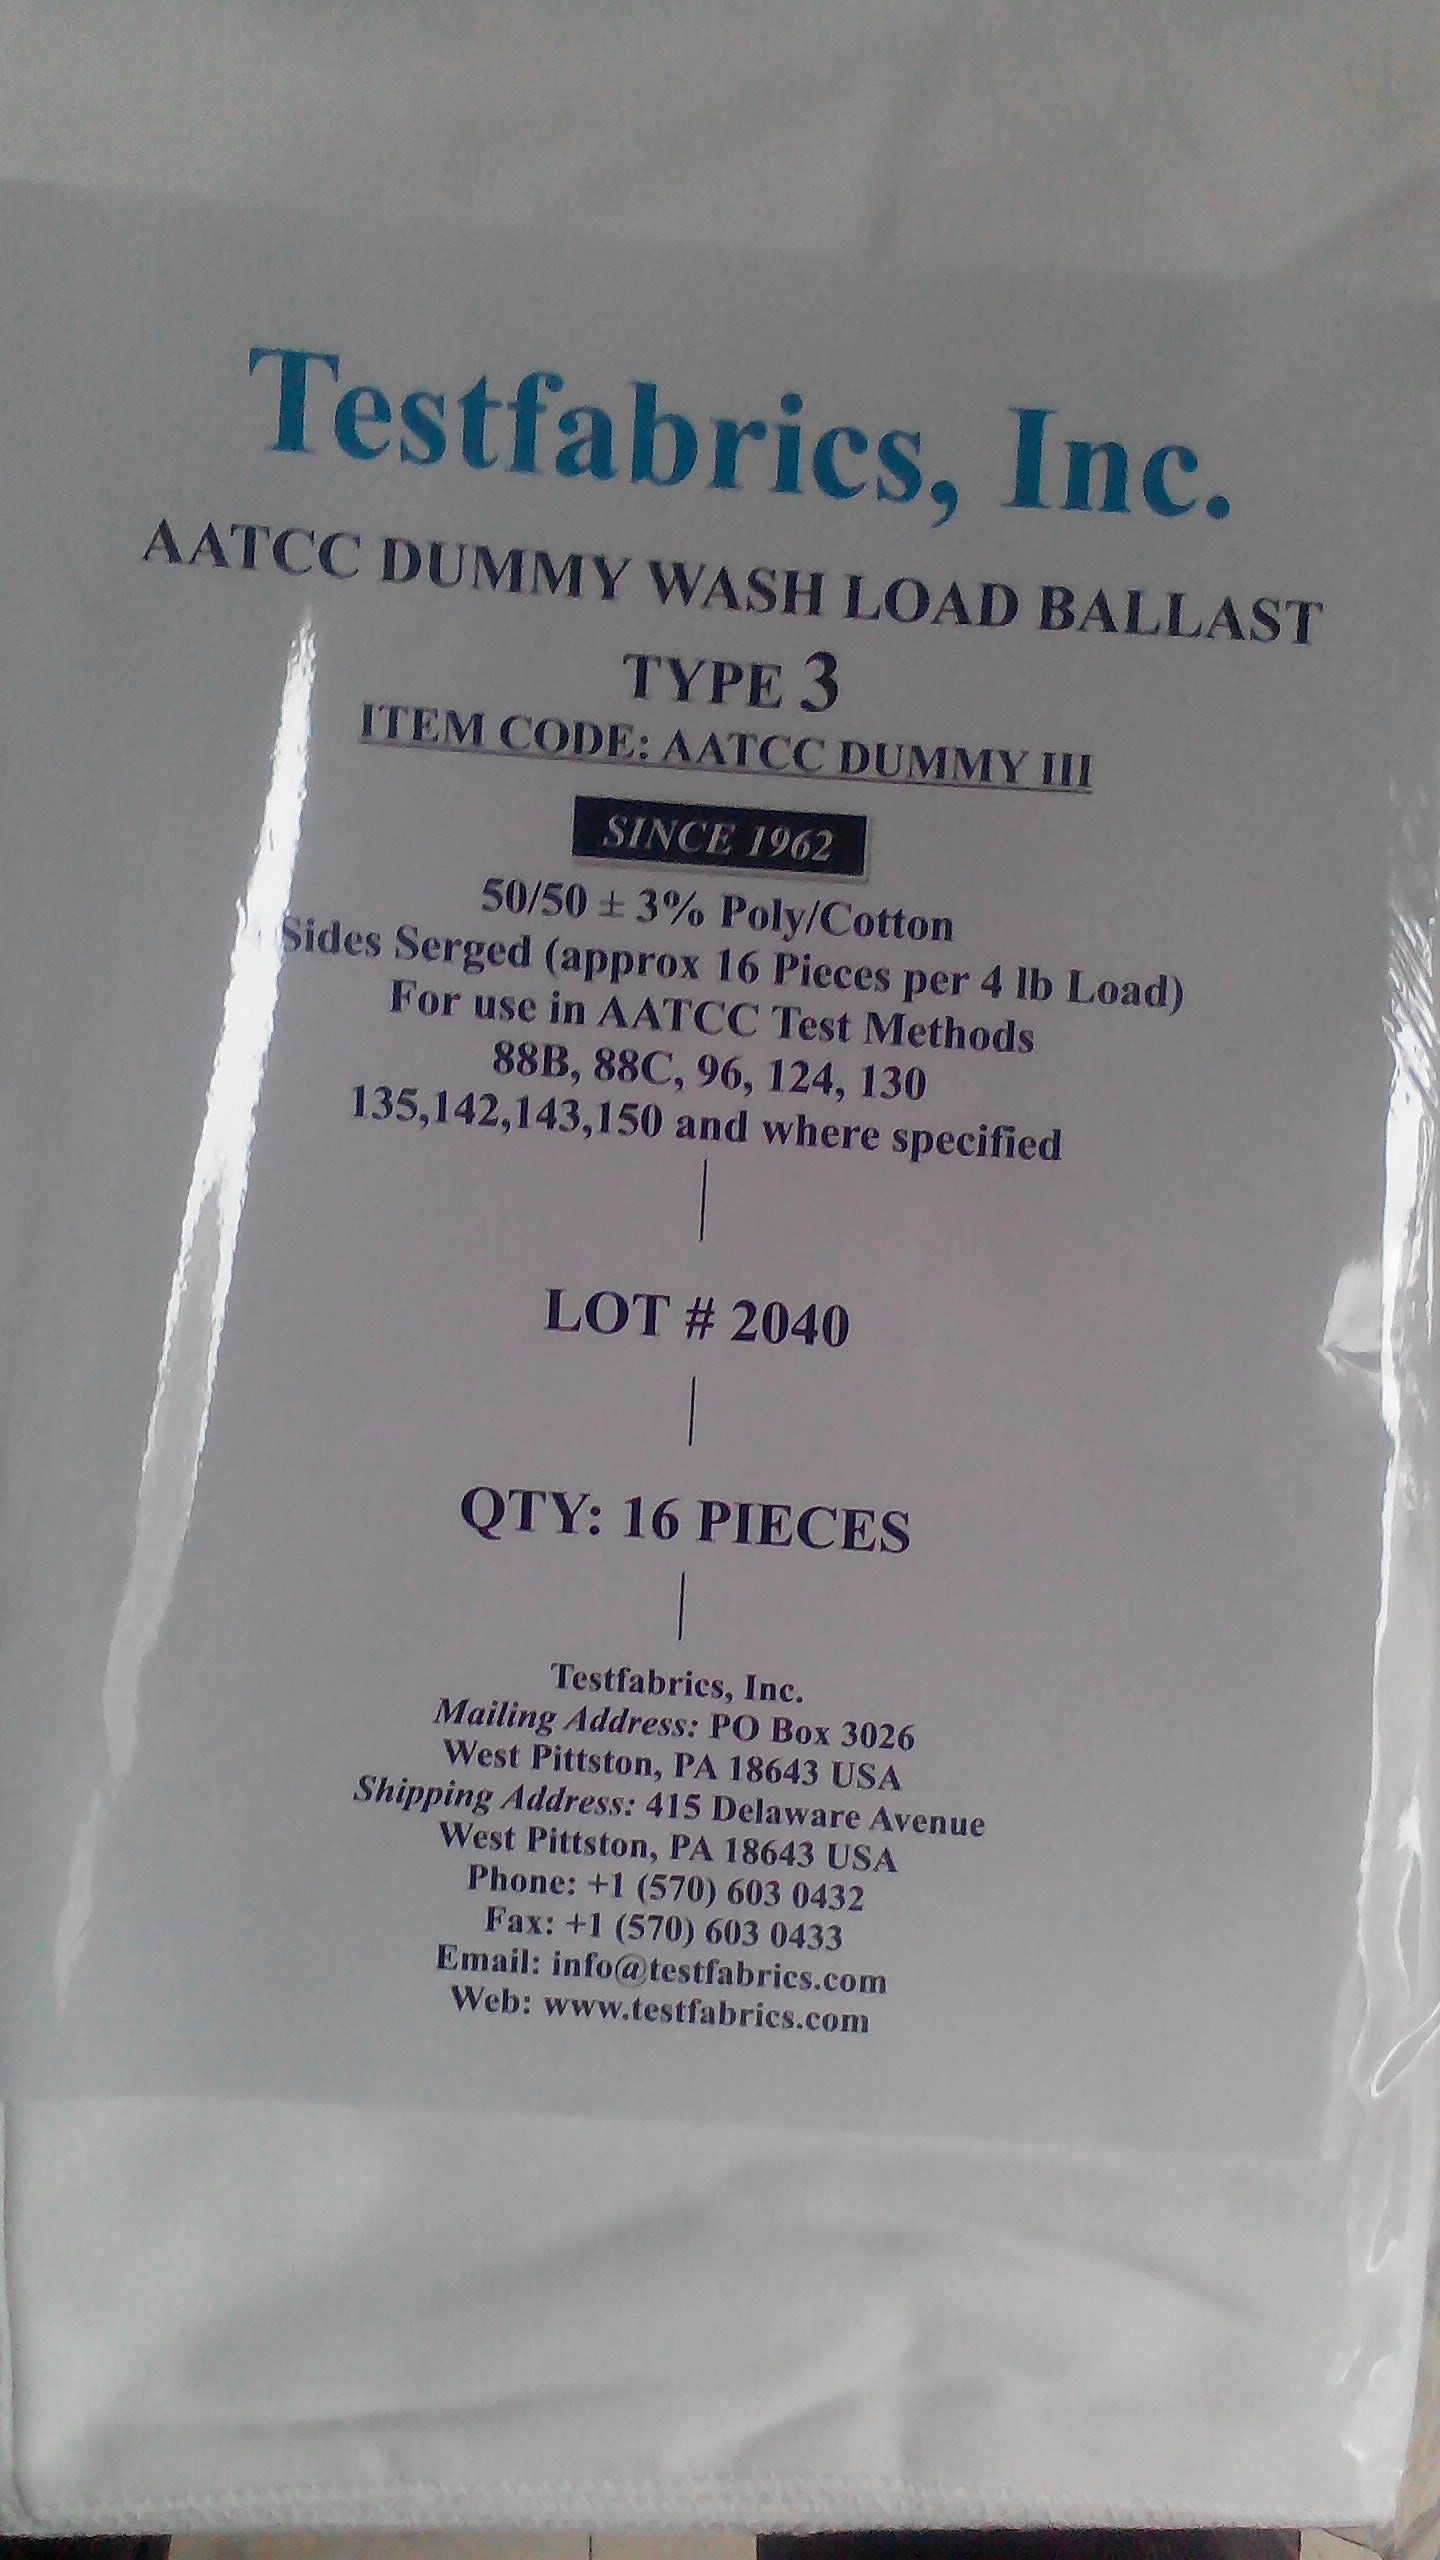 Testfabrics, Inc.
AATCC DUMMY WASH LOAD BALLAST
TYPE 3
ITEM CODE: AATCC DUMMY III
SINCE 1962
50/50 ± 3% Poly/Cotton
Sides Serged (approx 16 Pieces per 4 lb Load)
For use in AATCC Test Methods
88B, 88C, 96, 124, 130
135,142,143,150 and where specified
LOT # 2040
QTY: 16 PIECES
Testfabrics, Inc.
Mailing Address: PO Box 3026
West Pittston, PA 18643 USA
Shipping Address: 415 Delaware Avenue
West Pittston, PA 18643 USA
Phone: +1 (570) 603 0432
Fax: +1 (570) 603 0433
Email: info@testfabrics.com
Web: www.testfabrics.com